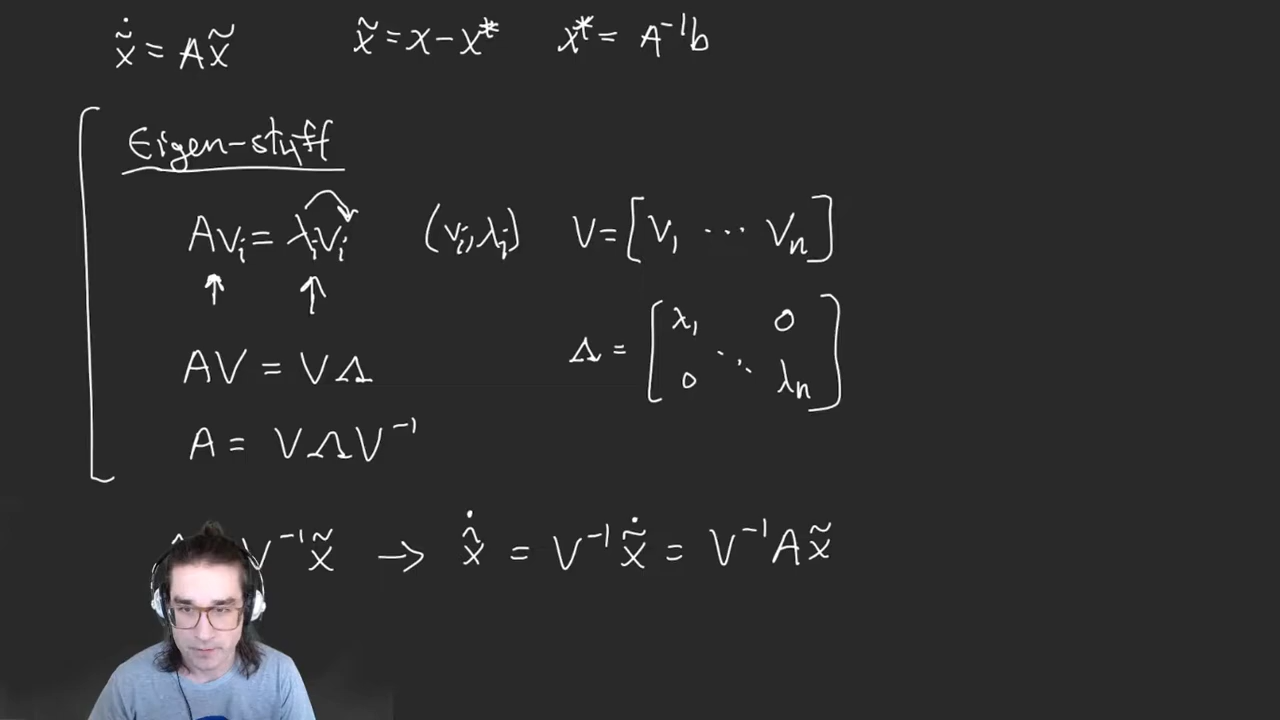 ẋ̃ = Ax̃    x̃ = x − x*    x* = A⁻¹b
Eigen-stuff
Avᵢ = λᵢvᵢ    (vᵢ, λᵢ)    V = [v₁ ⋯ vₙ]
Λ = [λ₁ 0
0 ⋱ λₙ]
AV = VΛ
A = VΛV⁻¹
V⁻¹x̃ → ẋ̂ = V⁻¹ẋ̃ = V⁻¹Ax̃